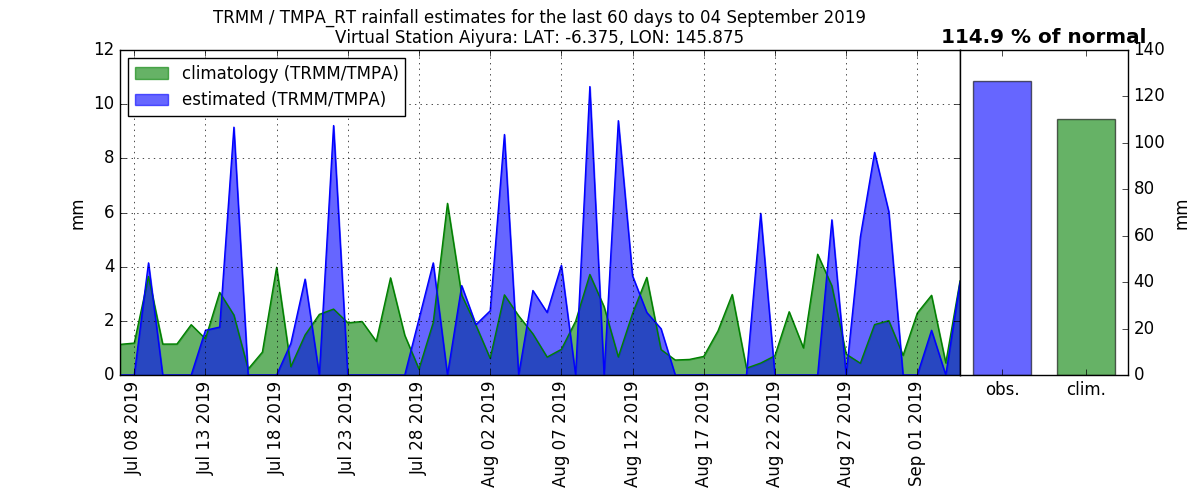 TRMM / TMPA_RT rainfall estimates for the last 60 days to 04 September 2019
Virtual Station Aiyura: LAT: -6.375, LON: 145.875
114.9 % of normal
climatology (TRMM/TMPA)
estimated (TRMM/TMPA)
12
10
8
6
4
2
0
mm
Jul 08 2019
Jul 13 2019
Jul 18 2019
Jul 23 2019
Jul 28 2019
Aug 02 2019
Aug 07 2019
Aug 12 2019
Aug 17 2019
Aug 22 2019
Aug 27 2019
Sep 01 2019
140
120
100
80
60
40
20
0
mm
obs.
clim.